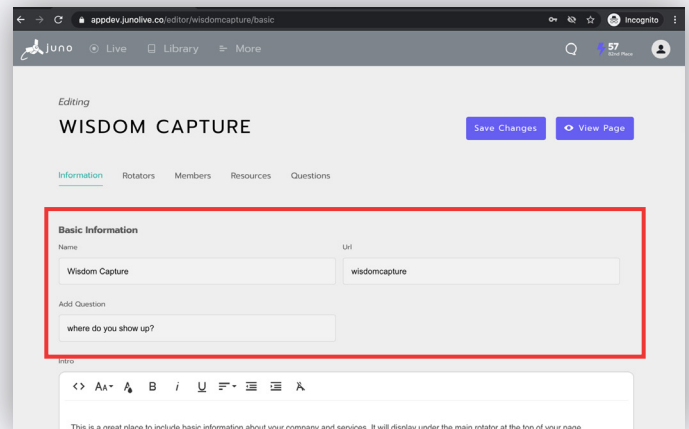 appdev.junolive.co/editor/wisdomcapture/basic
Incognito
juno Live Library More
57
52nd Place
Editing
WISDOM CAPTURE
Save Changes View Page
Information Rotators Members Resources Questions
Basic Information
Name Url
Wisdom Capture wisdomcapture
Add Question
where do you show up?
Intro
B i U
This is a great place to include basic information about your company and services. It will display under the main rotator at the top of your page.